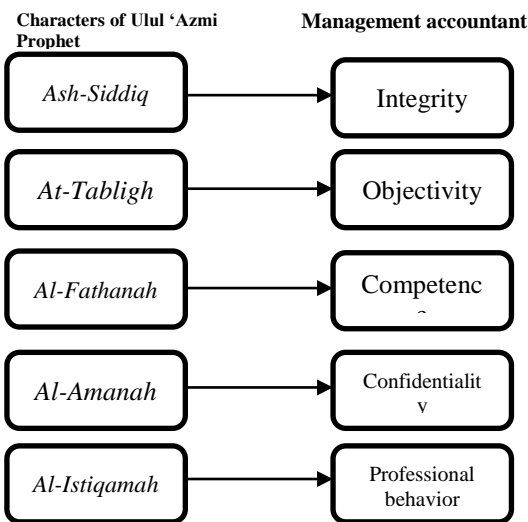 Characters of Ulul ‘Azmi
Prophet
Management accountant
Ash-Siddiq
Integrity
At-Tabligh
Objectivity
Al-Fathanah
Competenc
Al-Amanah
Confidentialit
y
Al-Istiqamah
Professional
behavior